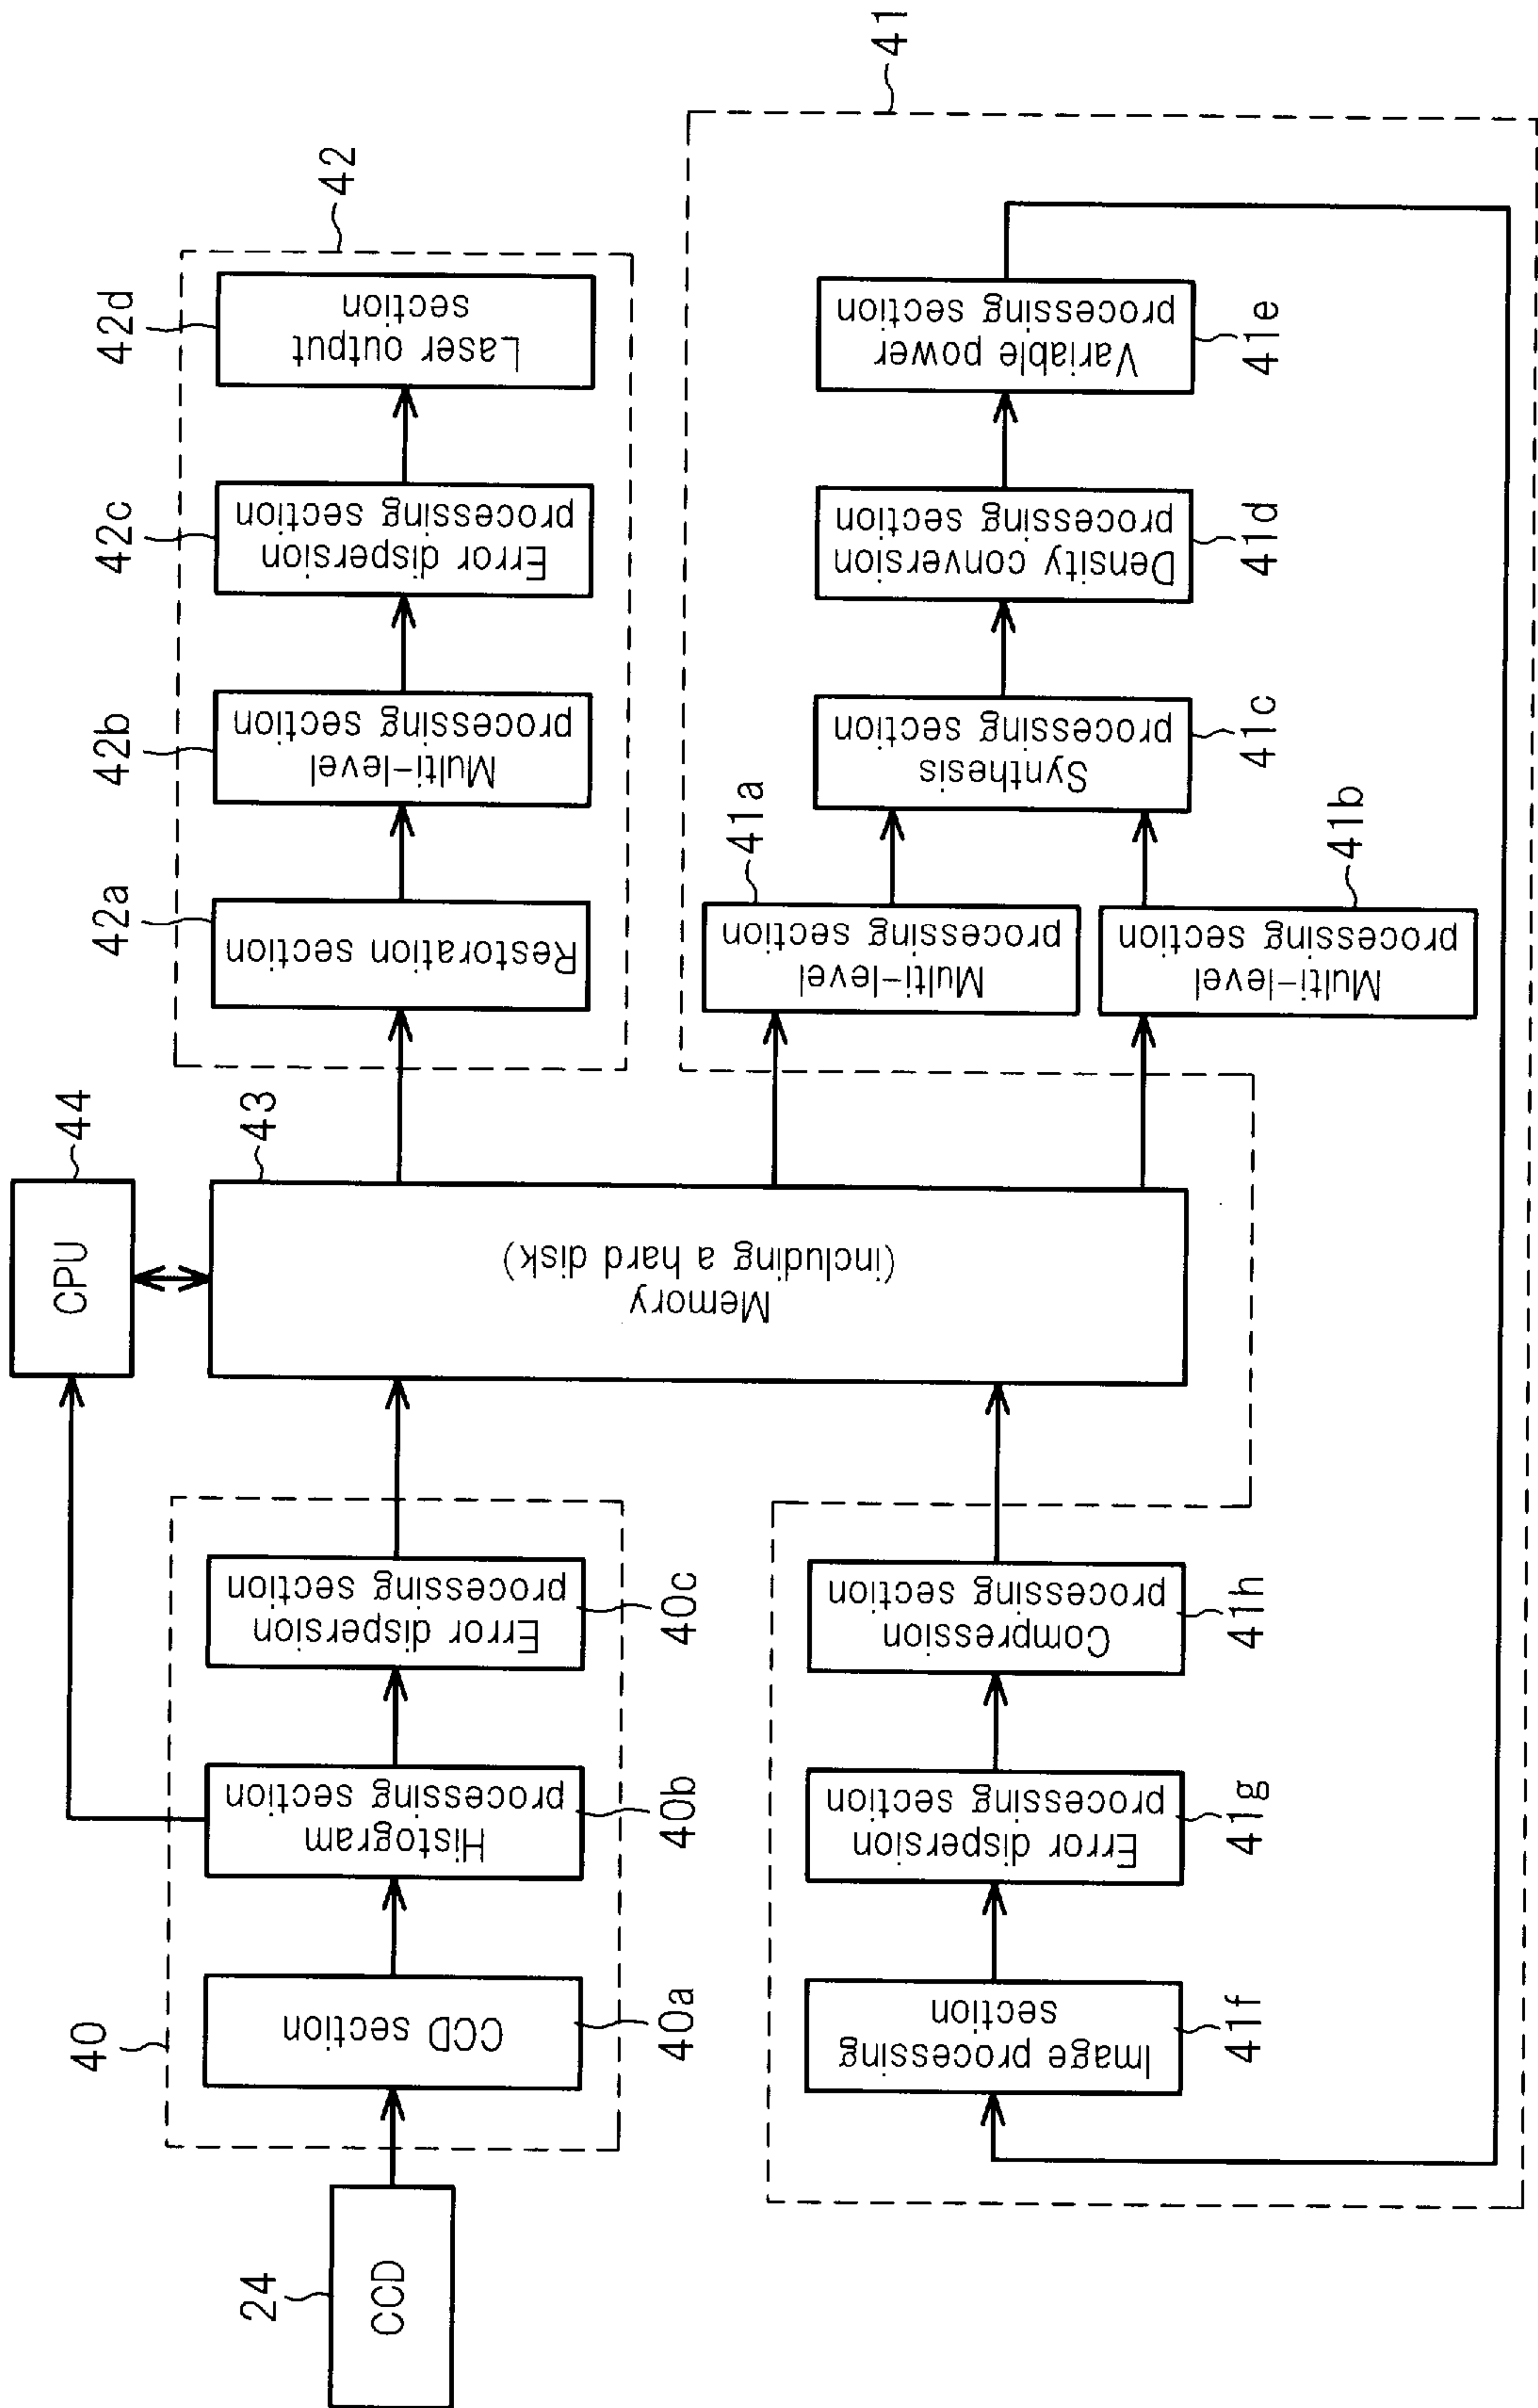 24
CCD
40
CCD section
40a
Histogram
processing section
40b
Error dispersion
processing section
40c
CPU
44
Memory
(including a hard disk)
43
42
42a
Restoration section
42b
Multi-level
processing section
42c
Error dispersion
processing section
42d
Laser output
section
41
Multi-level
processing section
41a
Multi-level
processing section
41b
Synthesis
processing section
41c
Density conversion
processing section
41d
Variable power
processing section
41e
Image processing
section
41f
Error dispersion
processing section
41g
Compression
processing section
41h